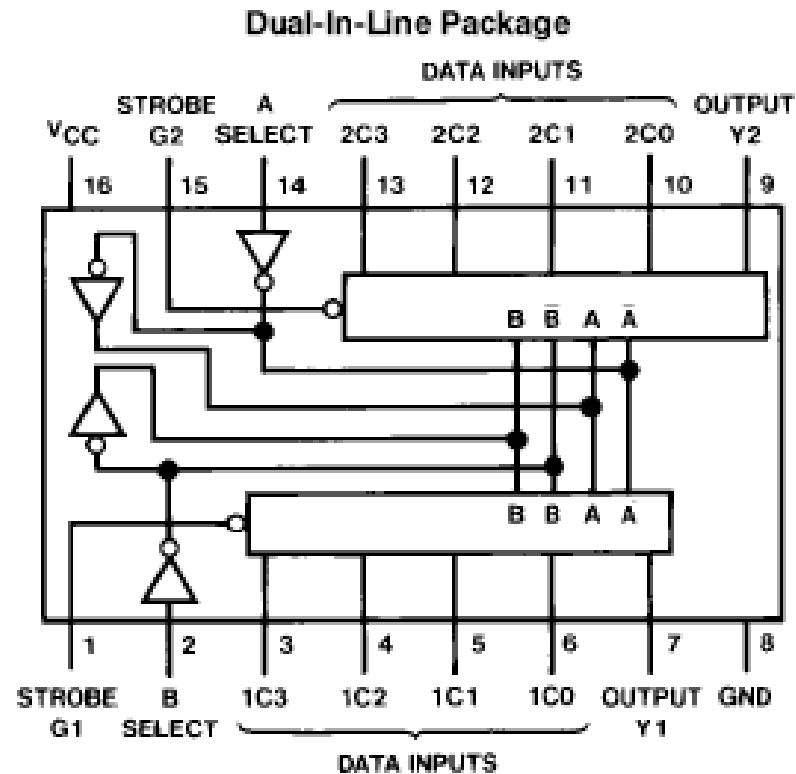 Dual-In-Line Package
DATA INPUTS
STROBE A OUTPUT
VCC G2 SELECT 2C3 2C2 2C1 2C0 Y2
16 15 14 13 12 11 10 9
B B̅ A A̅
B B A A
1 2 3 4 5 6 7 8
STROBE B 1C3 1C2 1C1 1C0 OUTPUT GND
G1 SELECT Y1
DATA INPUTS